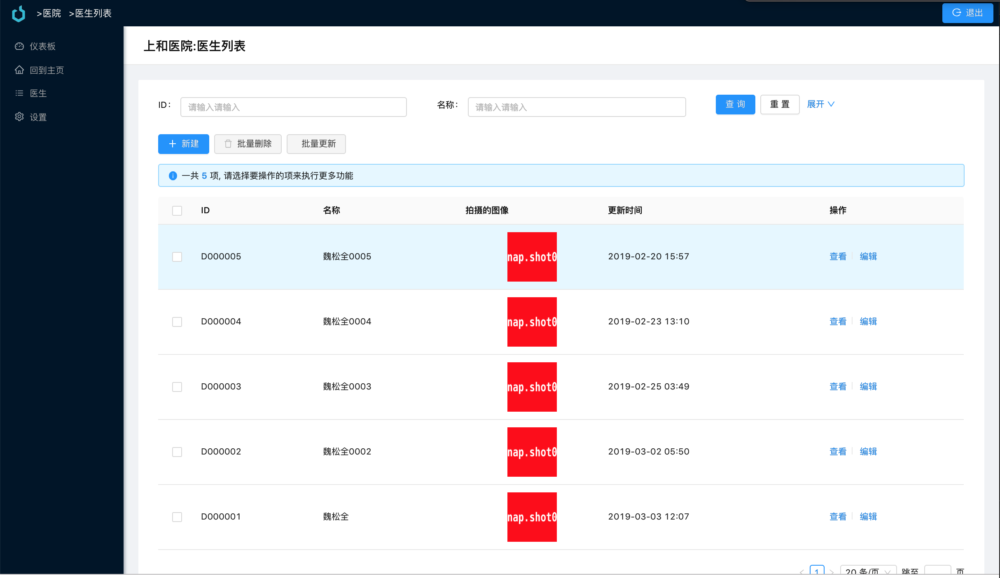 >医院 >医生列表
退出
仪表板
回到主页
医生
设置
上和医院:医生列表
ID: 请输入请输入 名称: 请输入请输入 查 询 重 置 展开
新建 批量删除 批量更新
一共 5 项, 请选择要操作的项来执行更多功能
ID 名称 拍摄的图像 更新时间 操作
D000005 魏松全0005 nap.shot0 2019-02-20 15:57 查看 编辑
D000004 魏松全0004 nap.shot0 2019-02-23 13:10 查看 编辑
D000003 魏松全0003 nap.shot0 2019-02-25 03:49 查看 编辑
D000002 魏松全0002 nap.shot0 2019-03-02 05:50 查看 编辑
D000001 魏松全 nap.shot0 2019-03-03 12:07 查看 编辑
1 20 条/页 跳至 页